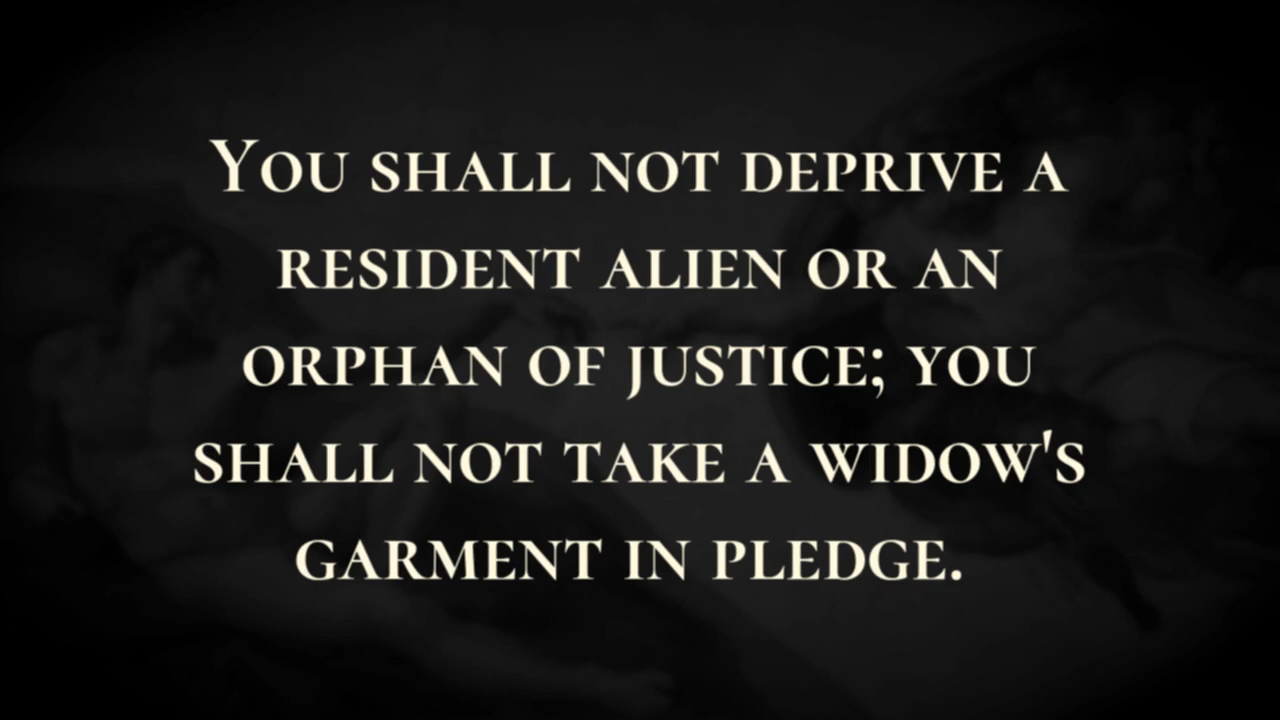 You shall not deprive a
resident alien or an
orphan of justice; you
shall not take a widow's
garment in pledge.